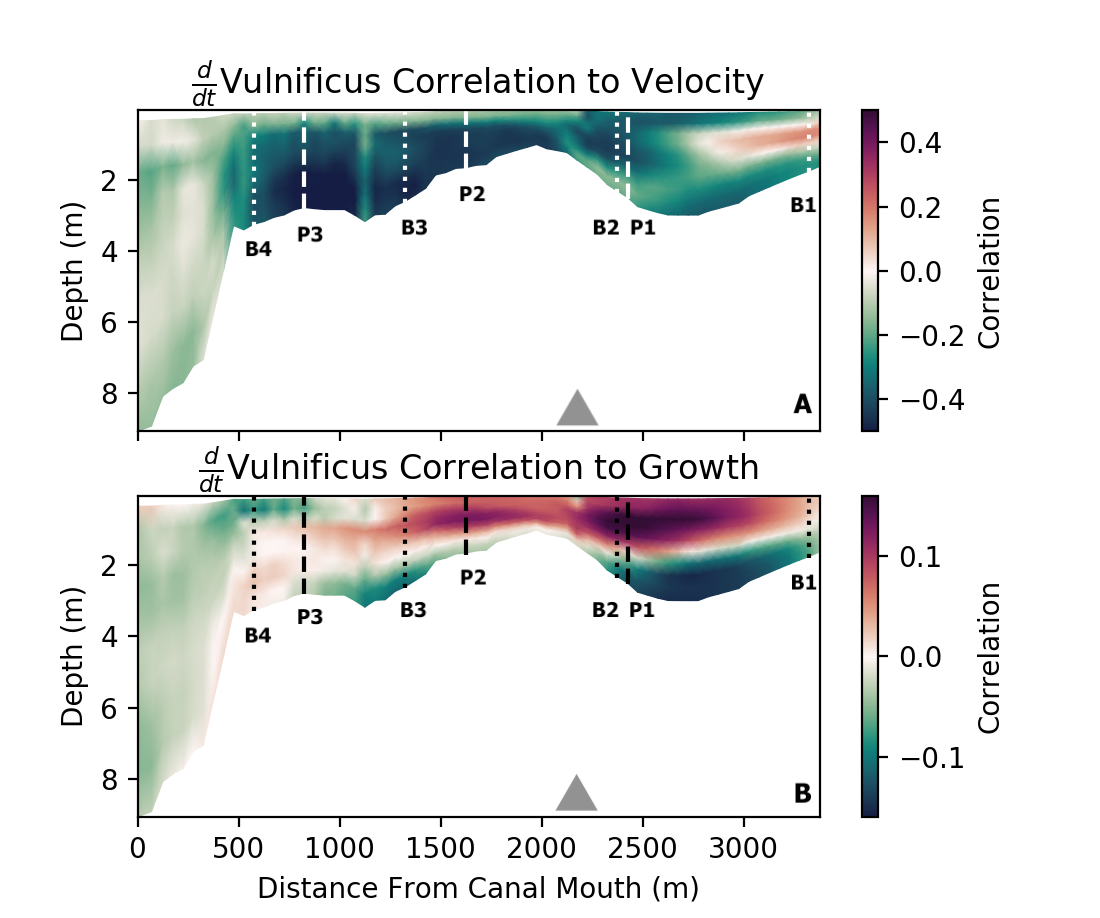 d/dt Vulnificus Correlation to Velocity
0.4
0.2
0.0
−0.2
−0.4
Correlation
2
4
6
8
Depth (m)
B4
P3
B3
P2
B2
P1
B1
A
d/dt Vulnificus Correlation to Growth
0.1
0.0
−0.1
Correlation
2
4
6
8
Depth (m)
B4
P3
B3
P2
B2
P1
B1
B
0 500 1000 1500 2000 2500 3000
Distance From Canal Mouth (m)